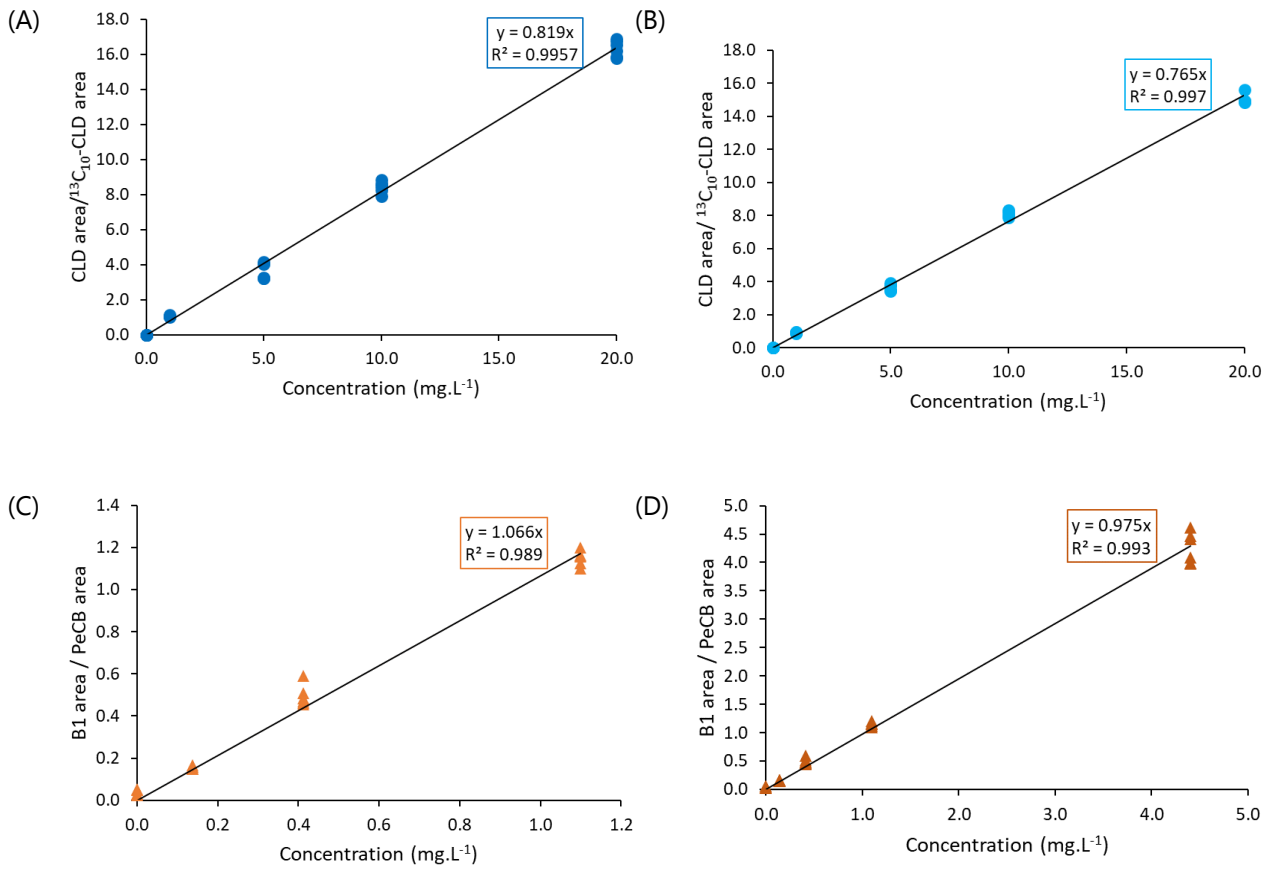 (A)
18.0
16.0
14.0
12.0
10.0
8.0
6.0
4.0
2.0
0.0
CLD area/¹³C₁₀-CLD area
y = 0.819x
R² = 0.9957
0.0 5.0 10.0 15.0 20.0
Concentration (mg.L⁻¹)
(B)
18.0
16.0
14.0
12.0
10.0
8.0
6.0
4.0
2.0
0.0
CLD area/ ¹³C₁₀-CLD area
y = 0.765x
R² = 0.997
0.0 5.0 10.0 15.0 20.0
Concentration (mg.L⁻¹)
(C)
1.4
1.2
1.0
0.8
0.6
0.4
0.2
0.0
B1 area / PeCB area
y = 1.066x
R² = 0.989
0.0 0.2 0.4 0.6 0.8 1.0 1.2
Concentration (mg.L⁻¹)
(D)
5.0
4.5
4.0
3.5
3.0
2.5
2.0
1.5
1.0
0.5
0.0
B1 area / PeCB area
y = 0.975x
R² = 0.993
0.0 1.0 2.0 3.0 4.0 5.0
Concentration (mg.L⁻¹)